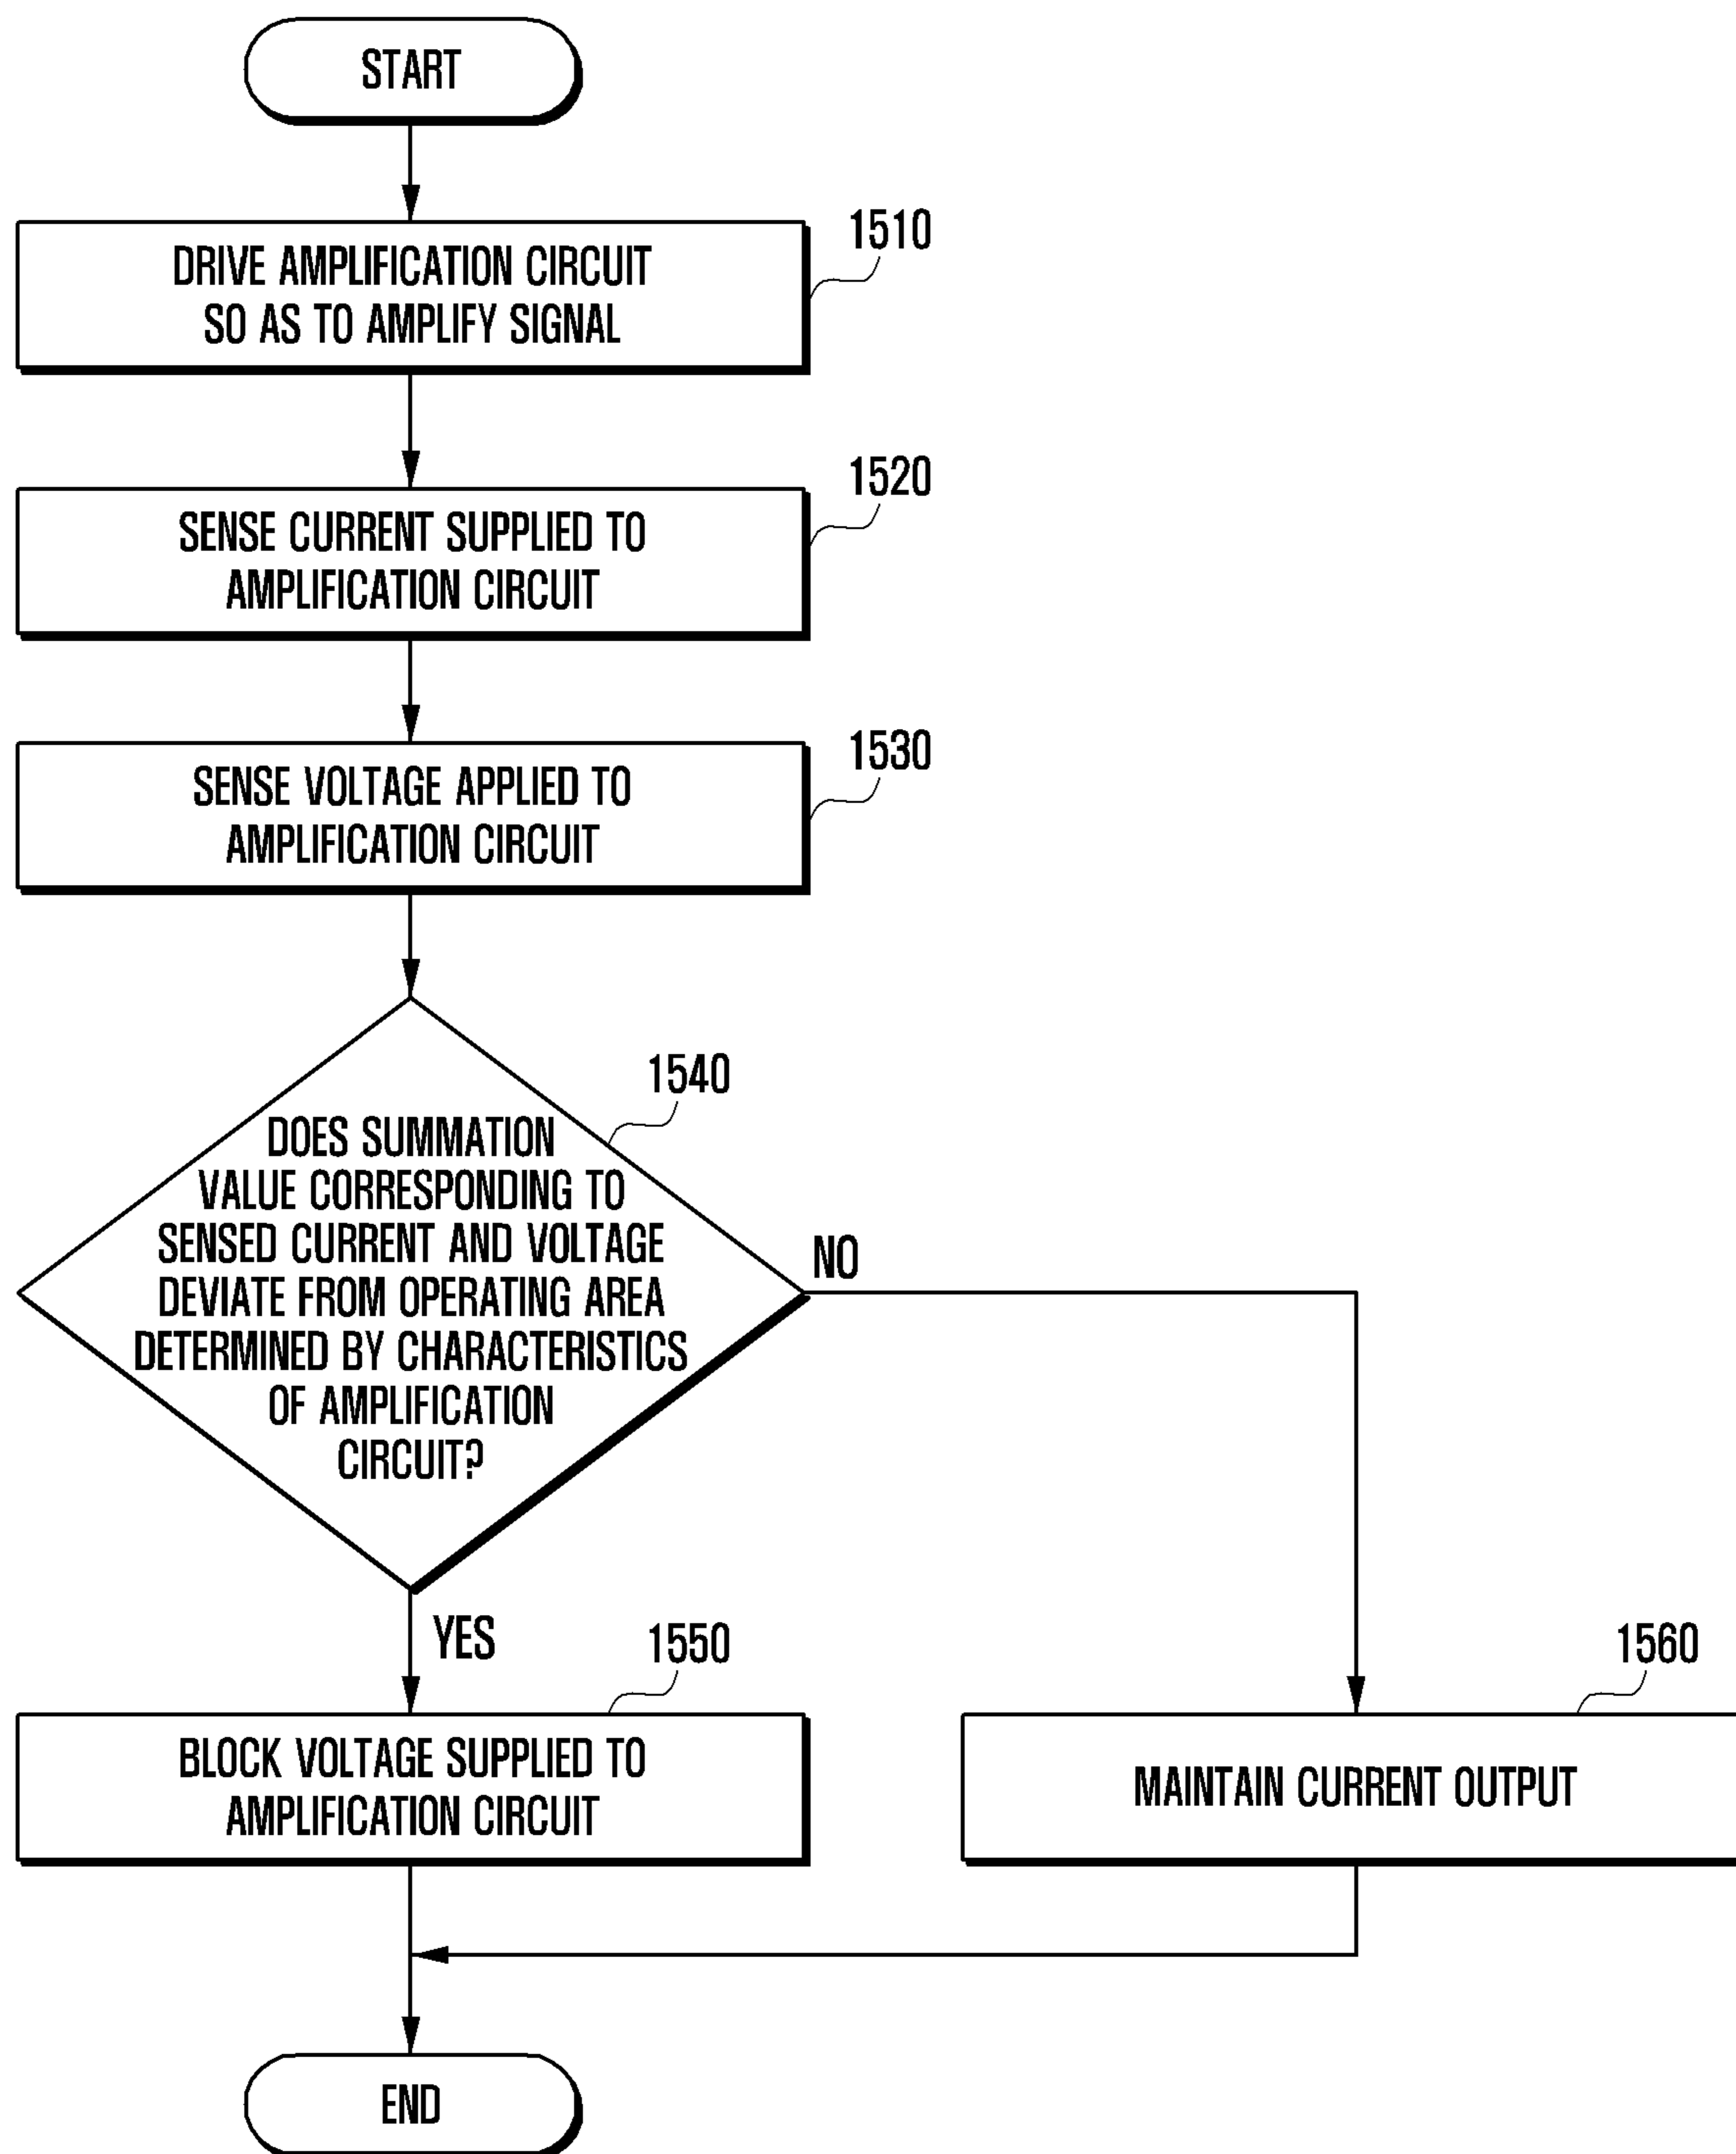 START
1510
DRIVE AMPLIFICATION CIRCUIT
SO AS TO AMPLIFY SIGNAL
1520
SENSE CURRENT SUPPLIED TO
AMPLIFICATION CIRCUIT
1530
SENSE VOLTAGE APPLIED TO
AMPLIFICATION CIRCUIT
1540
DOES SUMMATION
VALUE CORRESPONDING TO
SENSED CURRENT AND VOLTAGE
DEVIATE FROM OPERATING AREA
DETERMINED BY CHARACTERISTICS
OF AMPLIFICATION
CIRCUIT?
NO
YES
1550
BLOCK VOLTAGE SUPPLIED TO
AMPLIFICATION CIRCUIT
1560
MAINTAIN CURRENT OUTPUT
END